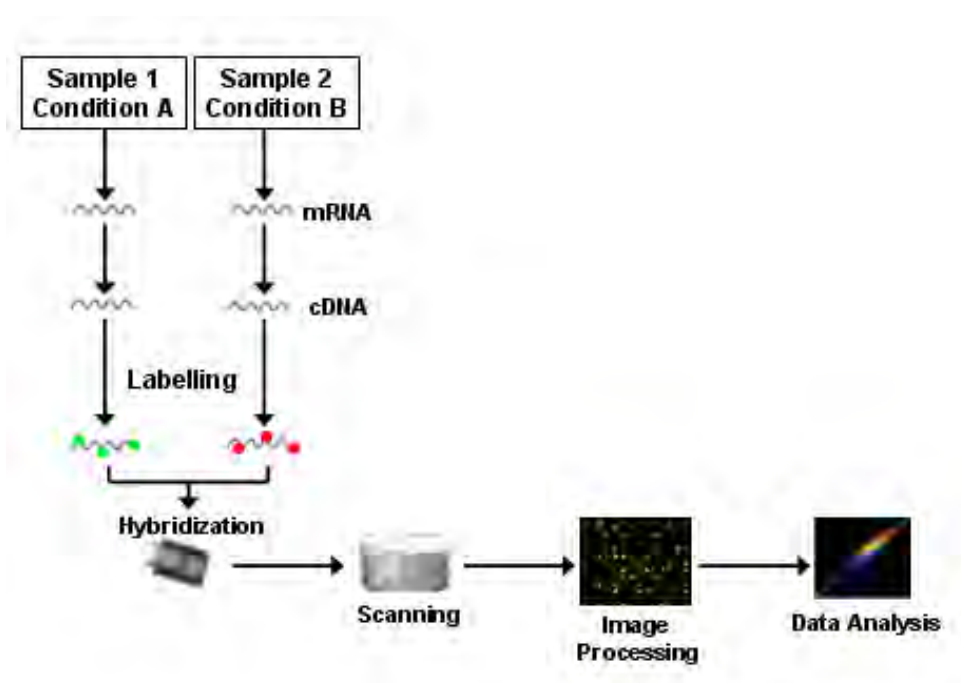 Sample 1
Condition A
Sample 2
Condition B
mRNA
cDNA
Labelling
Hybridization
Scanning
Image
Processing
Data Analysis